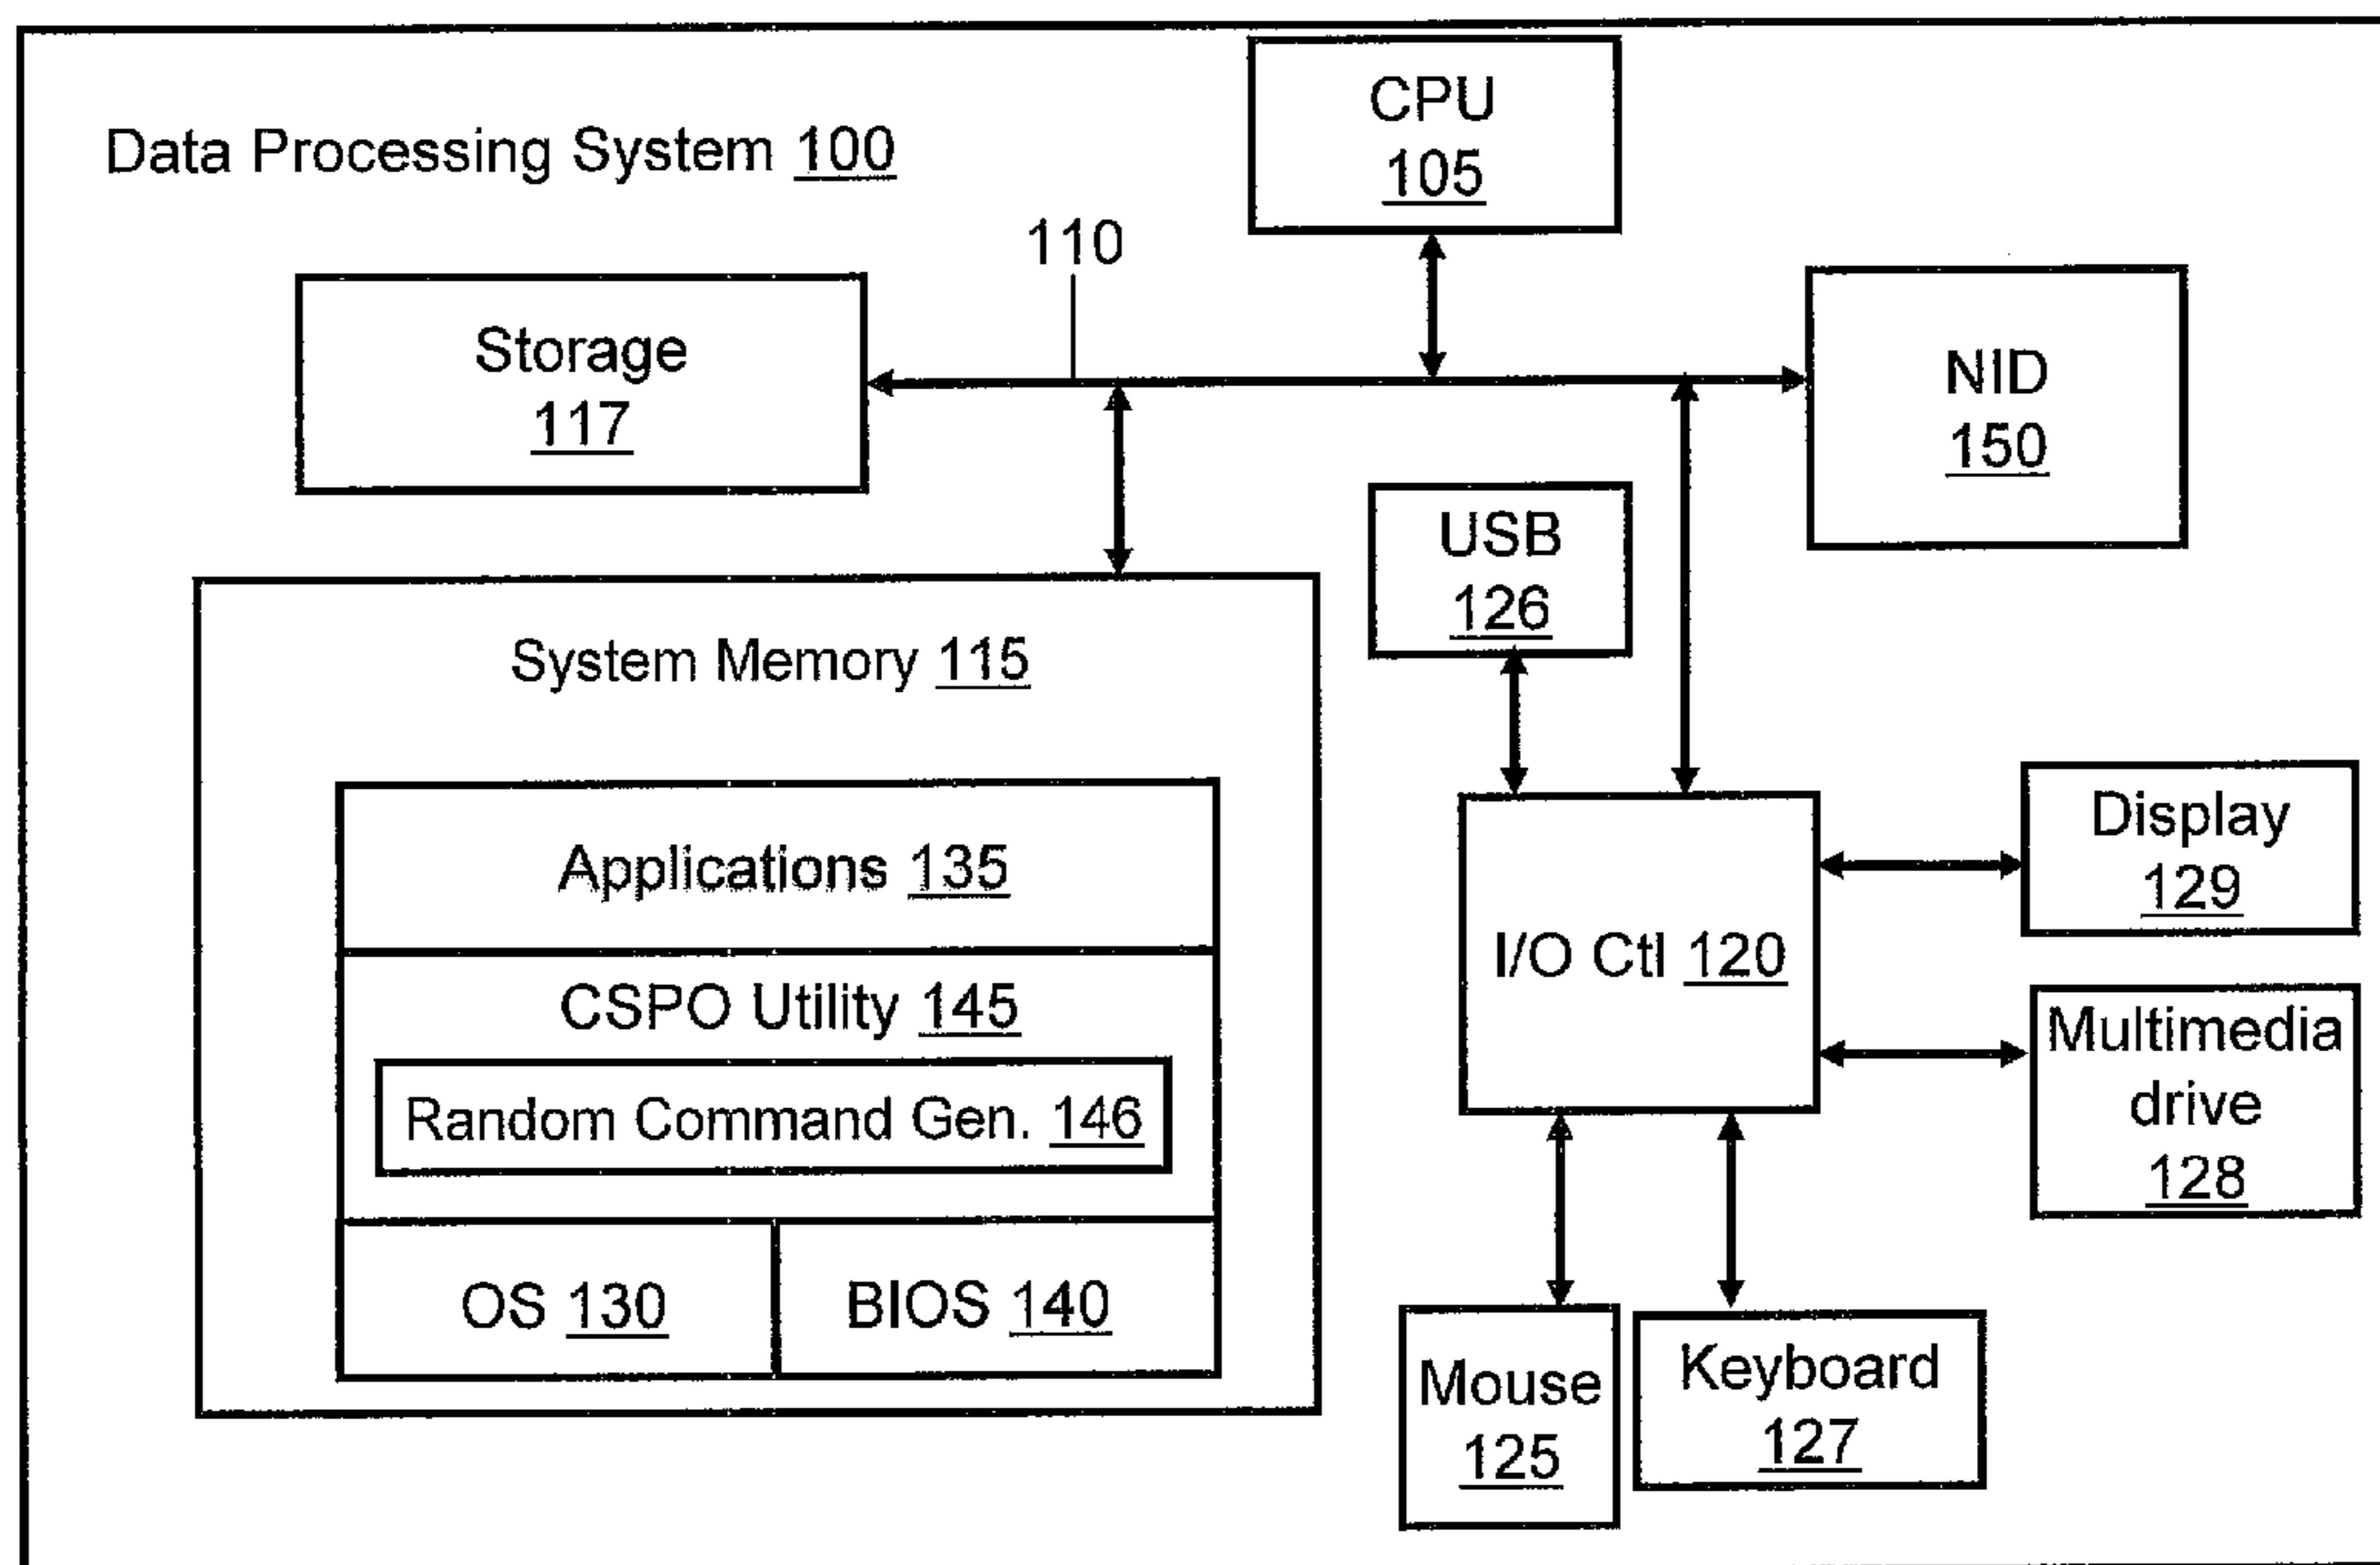 Data Processing System 100
CPU
105
110
Storage
117
NID
150
USB
126
System Memory 115
Applications 135
CSPO Utility 145
Random Command Gen. 146
OS 130
BIOS 140
I/O Ctl 120
Display
129
Multimedia
drive
128
Mouse
125
Keyboard
127